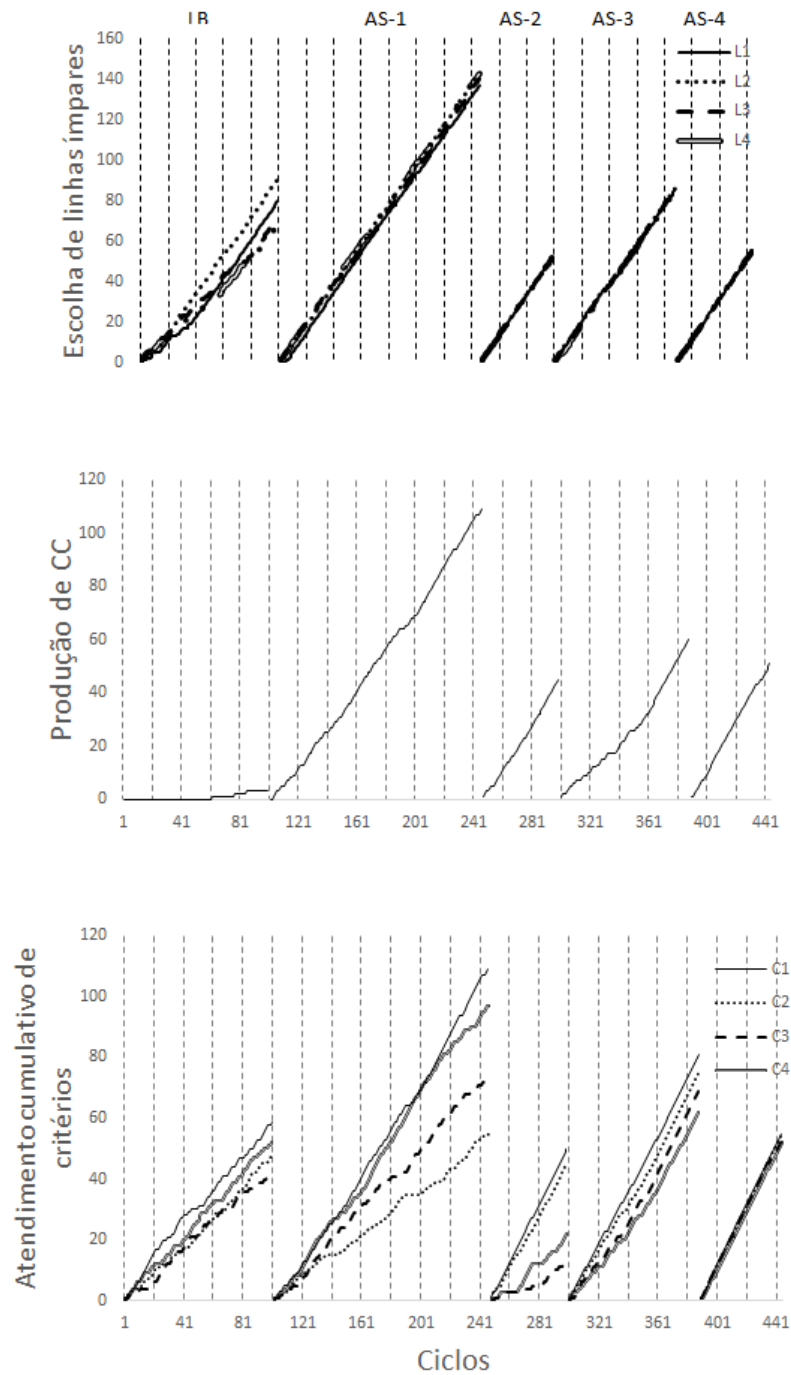 LB AS-1 AS-2 AS-3 AS-4
Escolha de linhas ímpares
160
140
120
100
80
60
40
20
0
L1
L2
L3
L4
Produção de CC
120
100
80
60
40
20
0
1 41 81 121 161 201 241 281 321 361 401 441
Atendimento cumulativo de
critérios
120
100
80
60
40
20
0
C1
C2
C3
C4
1 41 81 121 161 201 241 281 321 361 401 441
Ciclos